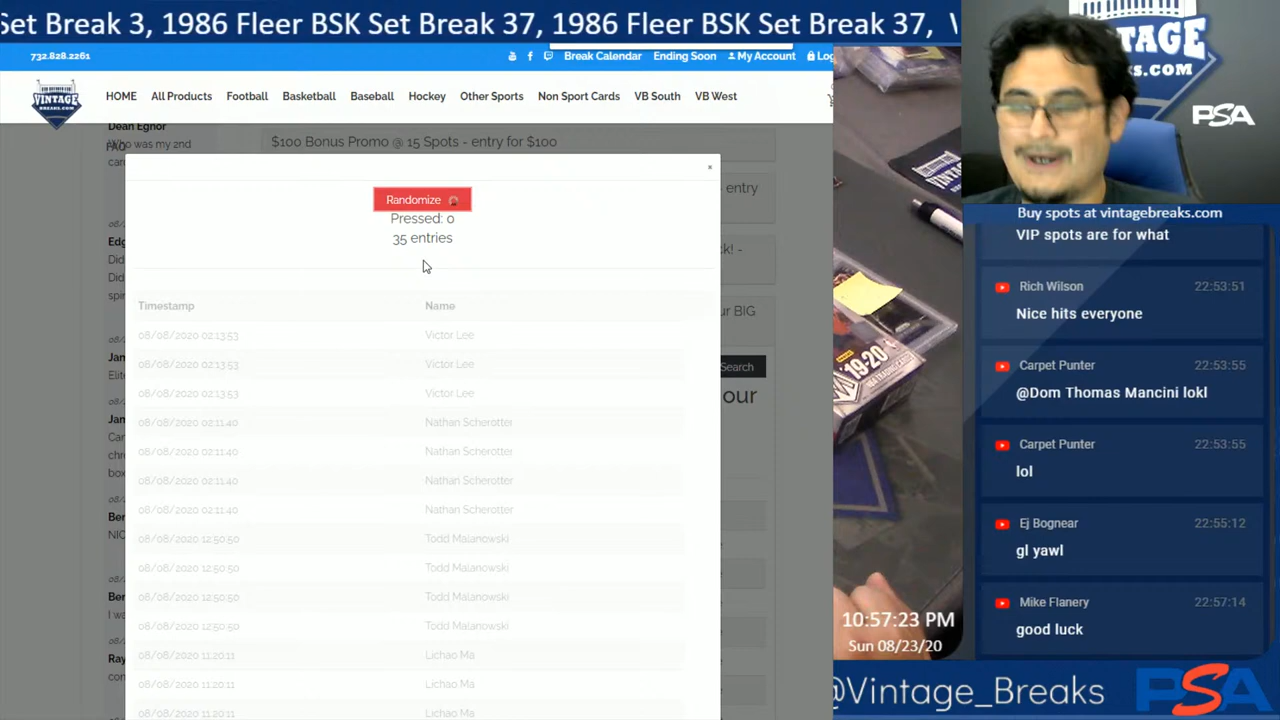 Set Break 3, 1986 Fleer BSK Set Break 37, 1986 Fleer BSK Set Break 37,
732.828.2261
Break Calendar
Ending Soon
My Account
Log
VINTAGE
BREAKS.COM
HOME
All Products
Football
Basketball
Baseball
Hockey
Other Sports
Non Sport Cards
VB South
VB West
Dean Egnor
Who was my 2nd
FAQ
$100 Bonus Promo @ 15 Spots - entry for $100
entry
Randomize
Pressed: 0
35 entries
Timestamp Name
08/08/2020 02:13:53 Victor Lee
08/08/2020 02:13:53 Victor Lee
08/08/2020 02:13:53 Victor Lee
08/08/2020 02:11:40 Nathan Scherotter
08/08/2020 02:11:40 Nathan Scherotter
08/08/2020 02:11:40 Nathan Scherotter
08/08/2020 02:11:40 Nathan Scherotter
08/08/2020 12:50:50 Todd Malanowski
08/08/2020 12:50:50 Todd Malanowski
08/08/2020 12:50:50 Todd Malanowski
08/08/2020 12:50:50 Todd Malanowski
08/08/2020 11:20:11 Lichao Ma
08/08/2020 11:20:11 Lichao Ma
08/08/2020 11:20:11 Lichao Ma
ur BIG
Search
our
19-20
10:57:23 PM
Sun 08/23/20
PSA
Buy spots at vintagebreaks.com
VIP spots are for what
Rich Wilson 22:53:51
Nice hits everyone
Carpet Punter 22:53:55
@Dom Thomas Mancini lokl
Carpet Punter 22:53:55
lol
Ej Bognear 22:55:12
gl yawl
Mike Flanery 22:57:14
good luck
@Vintage_Breaks
PSA